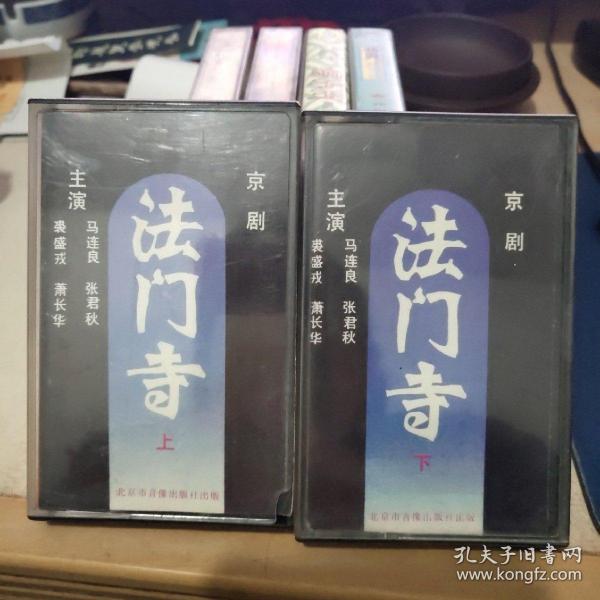 京剧
法门寺
上
主演
马连良 张君秋
裘盛戎 萧长华
北京市音像出版社出版
京剧
法门寺
下
主演
马连良 张君秋
裘盛戎 萧长华
北京市音像出版社出版
孔夫子旧书网
www.kongfz.com